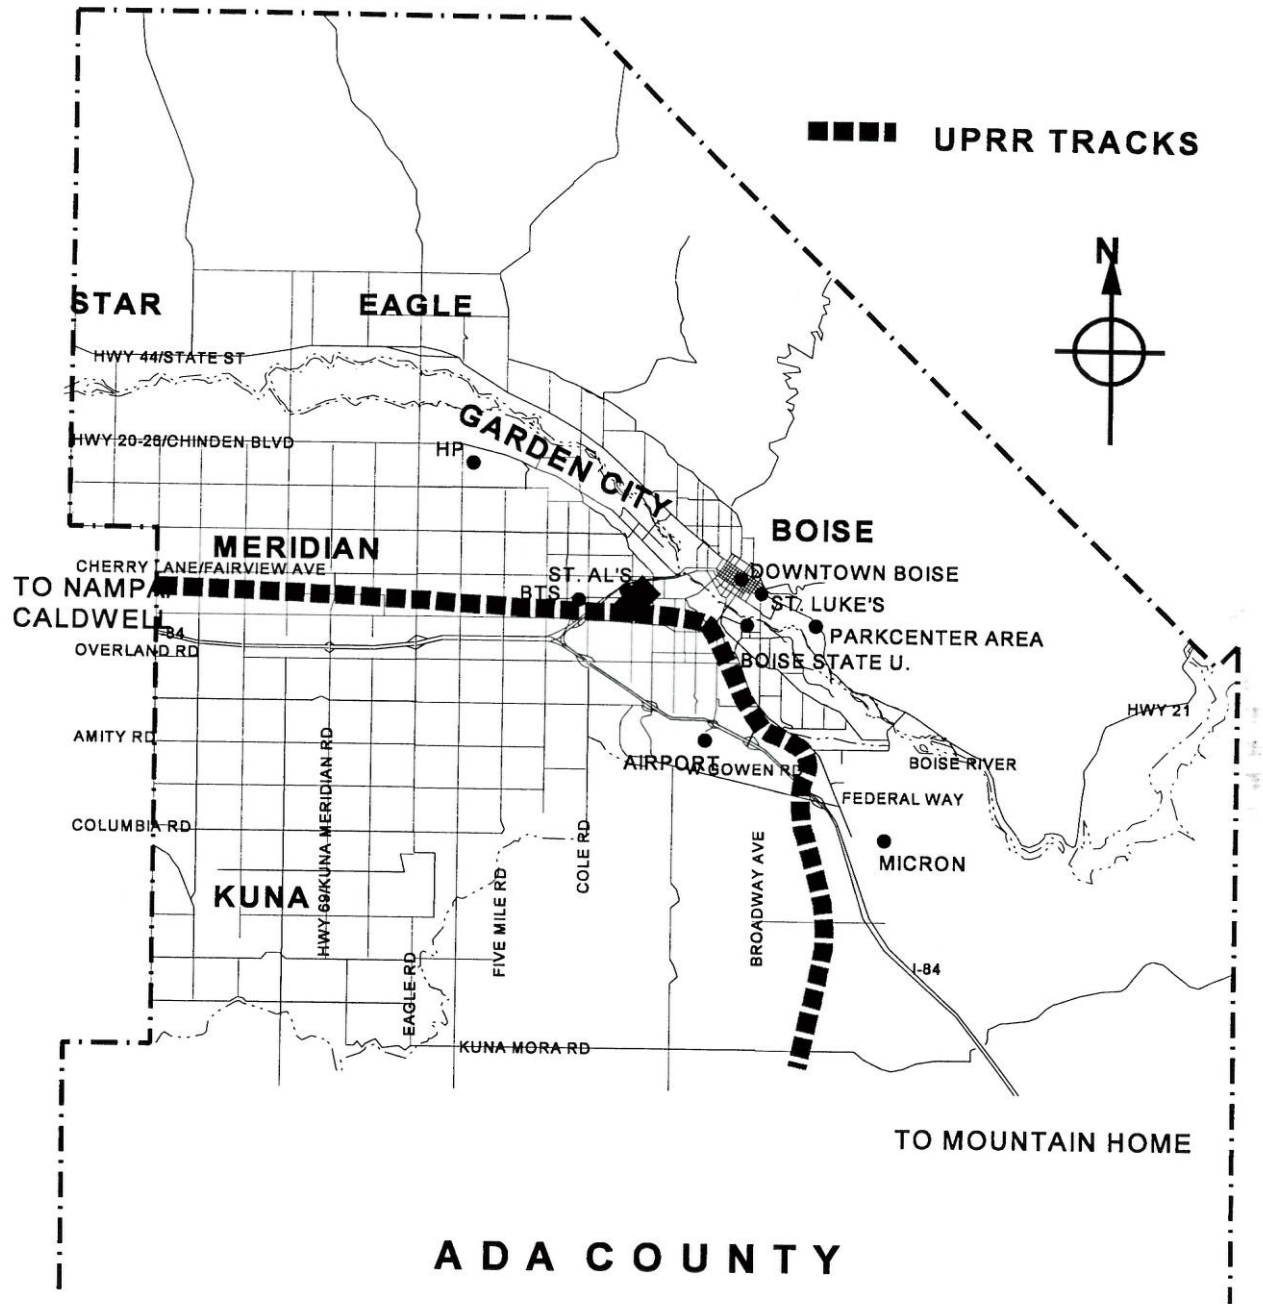 UPRR TRACKS
N
STAR
EAGLE
HWY 44/STATE ST
GARDEN CITY
HWY 20-26/CHINDEN BLVD
HP
BOISE
MERIDIAN
CHERRY LANE/FAIRVIEW AVE
ST. AL'S
DOWNTOWN BOISE
TO NAMPA
BTS
ST. LUKE'S
CALDWELL
I-84
PARKCENTER AREA
OVERLAND RD
BOISE STATE U.
HWY 21
AMITY RD
AIRPORT
W GOWEN RD
BOISE RIVER
FEDERAL WAY
COLUMBIA RD
HWY 69/KUNA MERIDIAN RD
COLE RD
MICRON
KUNA
FIVE MILE RD
BROADWAY AVE
EAGLE RD
I-84
KUNA MORA RD
TO MOUNTAIN HOME
ADA COUNTY